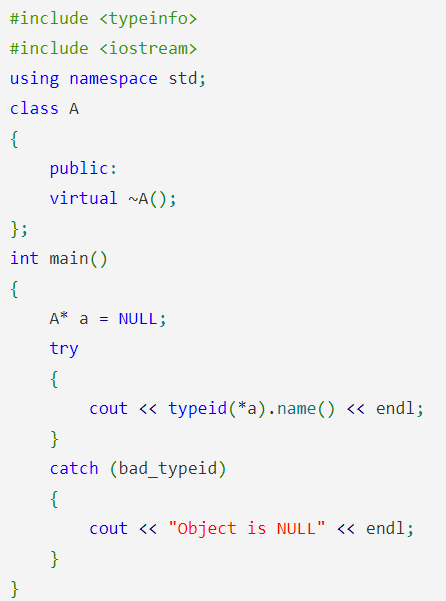 #include <typeinfo>
#include <iostream>
using namespace std;
class A
{
    public:
    virtual ~A();
};
int main()
{
    A* a = NULL;
    try
    {
        cout << typeid(*a).name() << endl;
    }
    catch (bad_typeid)
    {
        cout << "Object is NULL" << endl;
    }
}